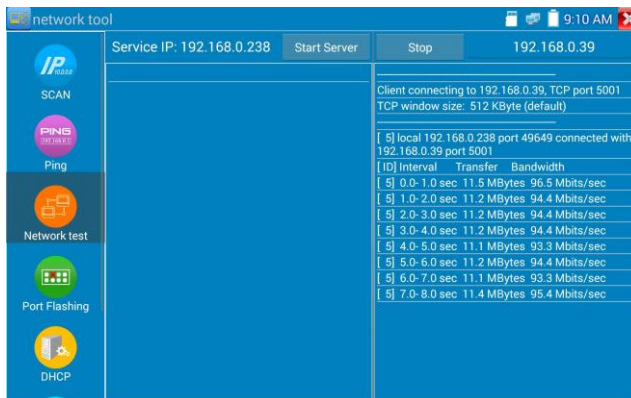 network tool
9:10 AM
Service IP: 192.168.0.238
Start Server
Stop
192.168.0.39
IP
SCAN
PING
Ping
Network test
Port Flashing
DHCP
Client connecting to 192.168.0.39, TCP port 5001
TCP window size: 512 KByte (default)
[ 5] local 192.168.0.238 port 49649 connected with
192.168.0.39 port 5001
[ ID] Interval Transfer Bandwidth
[ 5] 0.0- 1.0 sec 11.5 MBytes 96.5 Mbits/sec
[ 5] 1.0- 2.0 sec 11.2 MBytes 94.4 Mbits/sec
[ 5] 2.0- 3.0 sec 11.2 MBytes 94.4 Mbits/sec
[ 5] 3.0- 4.0 sec 11.2 MBytes 94.4 Mbits/sec
[ 5] 4.0- 5.0 sec 11.1 MBytes 93.3 Mbits/sec
[ 5] 5.0- 6.0 sec 11.2 MBytes 94.4 Mbits/sec
[ 5] 6.0- 7.0 sec 11.1 MBytes 93.3 Mbits/sec
[ 5] 7.0- 8.0 sec 11.4 MBytes 95.4 Mbits/sec